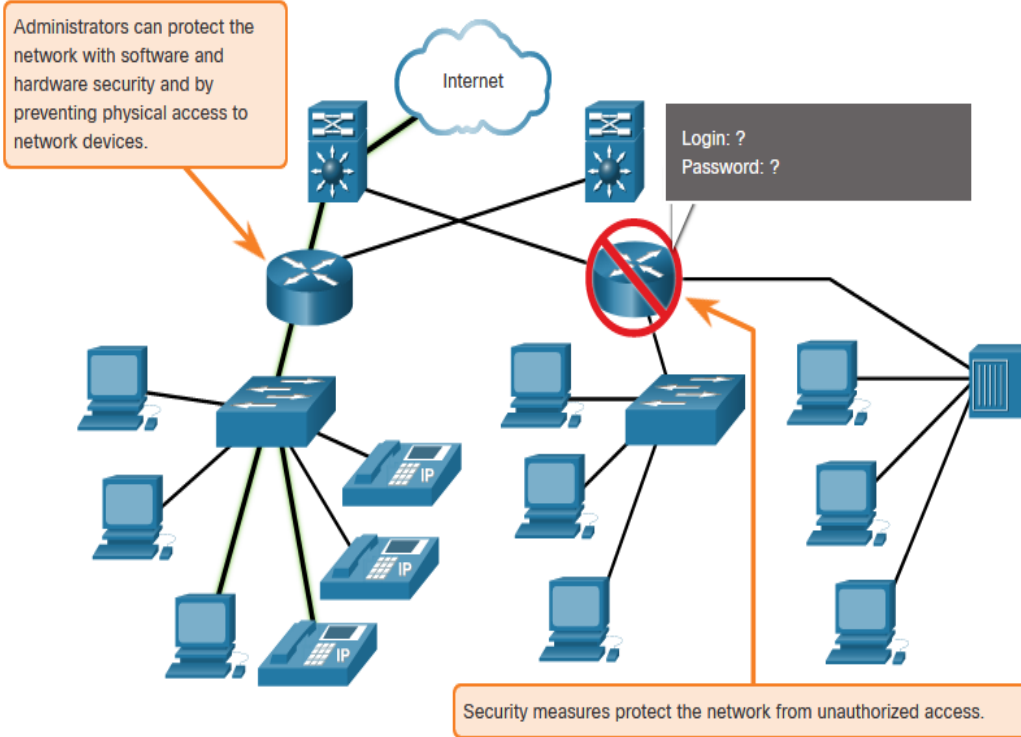 Administrators can protect the
network with software and
hardware security and by
preventing physical access to
network devices.
Internet
Login: ?
Password: ?
IP
IP
IP
Security measures protect the network from unauthorized access.